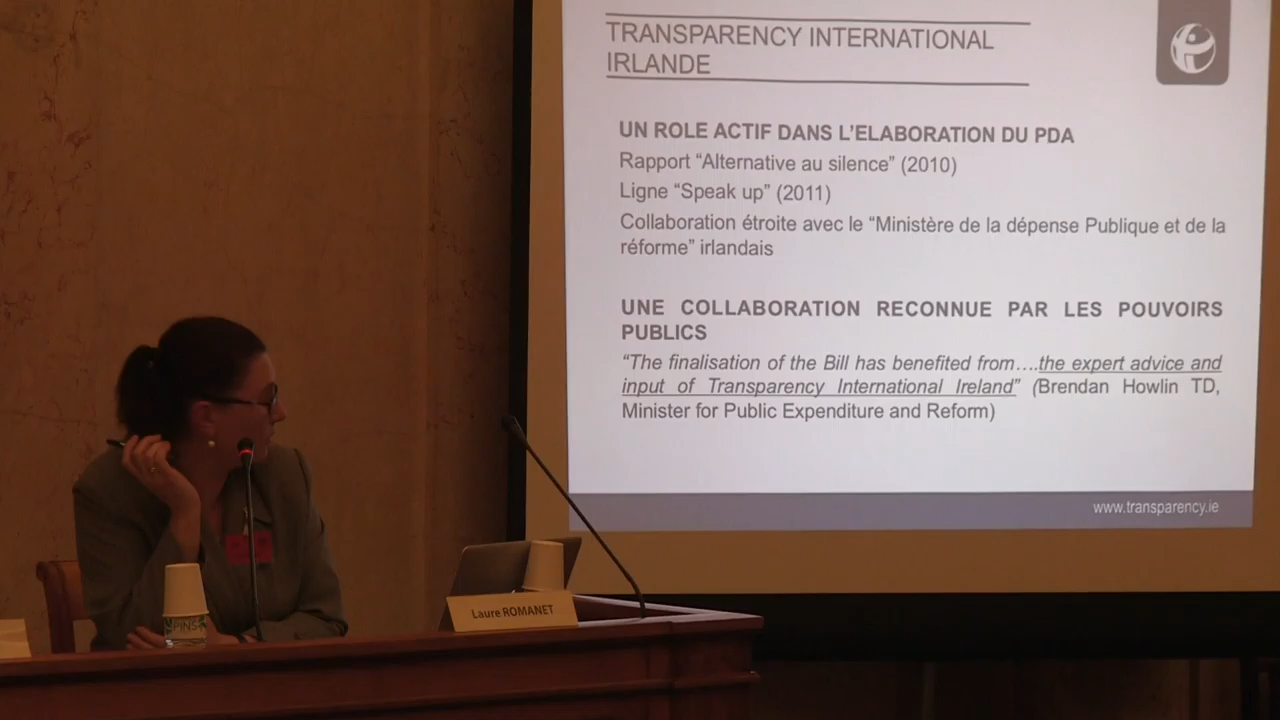 TRANSPARENCY INTERNATIONAL
IRLANDE
UN ROLE ACTIF DANS L'ELABORATION DU PDA
Rapport “Alternative au silence” (2010)
Ligne “Speak up” (2011)
Collaboration étroite avec le “Ministère de la dépense Publique et de la
réforme” irlandais
UNE COLLABORATION RECONNUE PAR LES POUVOIRS
PUBLICS
“The finalisation of the Bill has benefited from....the expert advice and
input of Transparency International Ireland” (Brendan Howlin TD,
Minister for Public Expenditure and Reform)
www.transparency.ie
Laure ROMANET
PINS